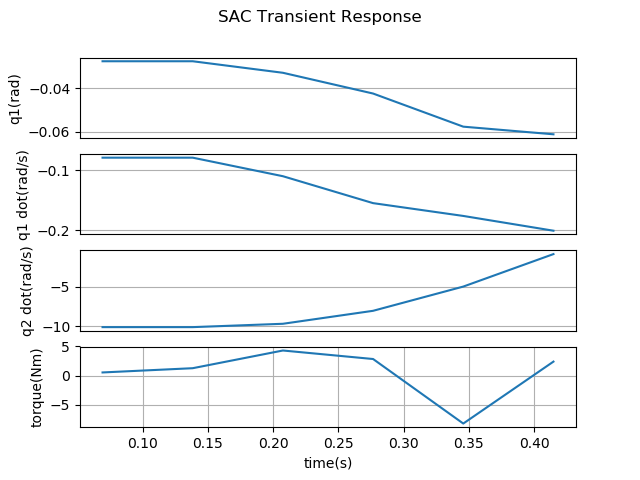 SAC Transient Response
q1(rad)
−0.04
−0.06
q1 dot(rad/s)
−0.1
−0.2
q2 dot(rad/s)
−5
−10
torque(Nm)
5
0
−5
0.10 0.15 0.20 0.25 0.30 0.35 0.40
time(s)